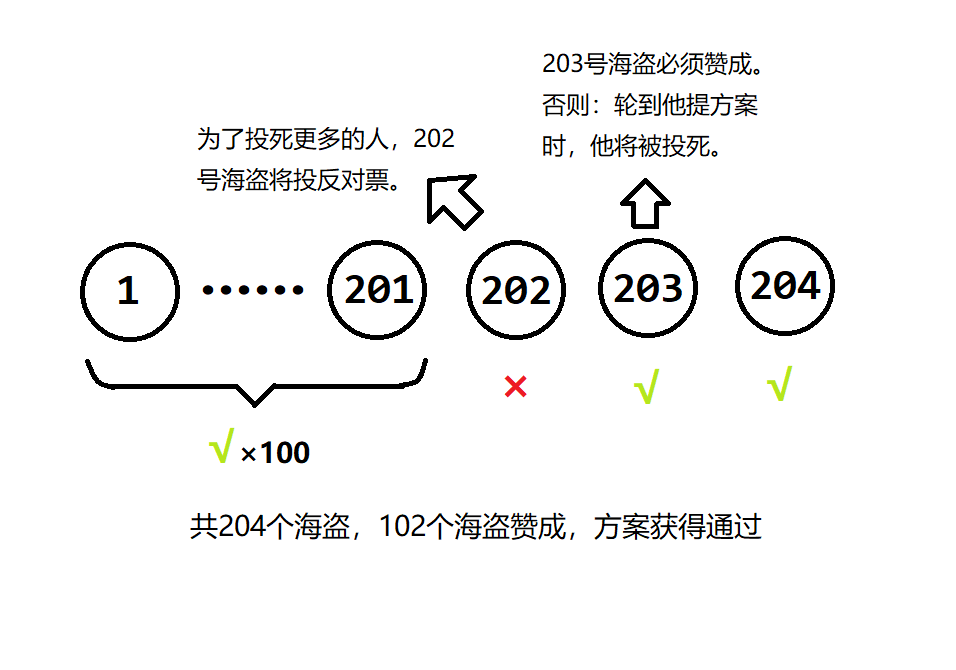 203号海盗必须赞成。
否则：轮到他提方案
时，他将被投死。
为了投死更多的人，202
号海盗将投反对票。
1 ······ 201 202 203 204
× √ √
√×100
共204个海盗，102个海盗赞成，方案获得通过